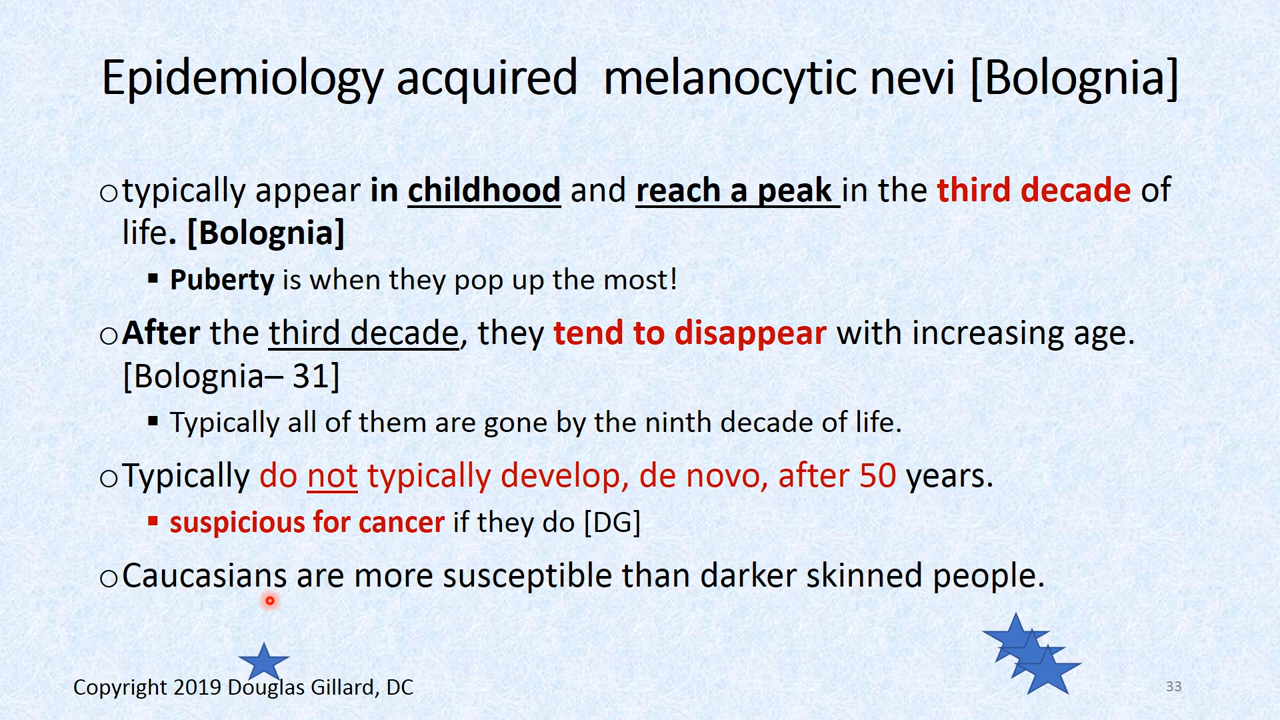 Epidemiology acquired  melanocytic nevi [Bolognia]
○typically appear in childhood and reach a peak in the third decade of
life. [Bolognia]
▪ Puberty is when they pop up the most!
○After the third decade, they tend to disappear with increasing age.
[Bolognia– 31]
▪ Typically all of them are gone by the ninth decade of life.
○Typically do not typically develop, de novo, after 50 years.
▪ suspicious for cancer if they do [DG]
○Caucasians are more susceptible than darker skinned people.
Copyright 2019 Douglas Gillard, DC
33